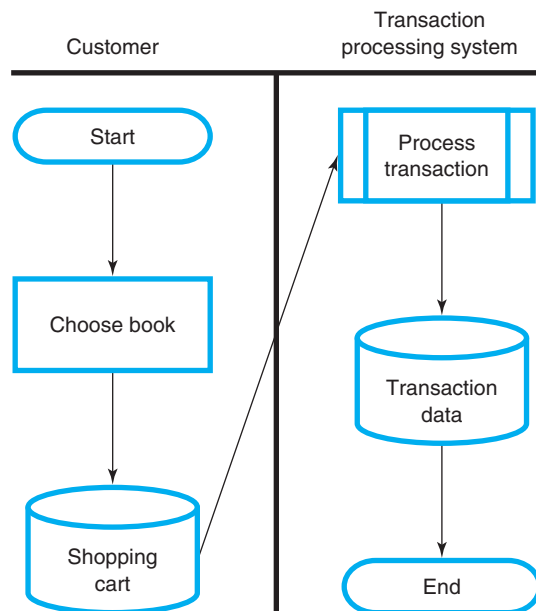 Customer
Transaction
processing system
Start
Choose book
Shopping
cart
Process
transaction
Transaction
data
End